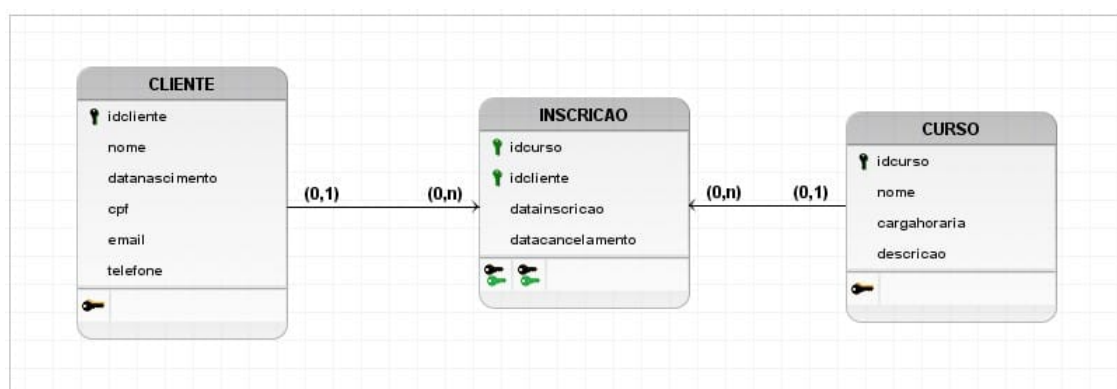 CLIENTE
idcliente
nome
datanascimento
cpf
email
telefone
(0,1)
(0,n)
INSCRICAO
idcurso
idcliente
datainscricao
datacancelamento
(0,n)
(0,1)
CURSO
idcurso
nome
cargahoraria
descricao